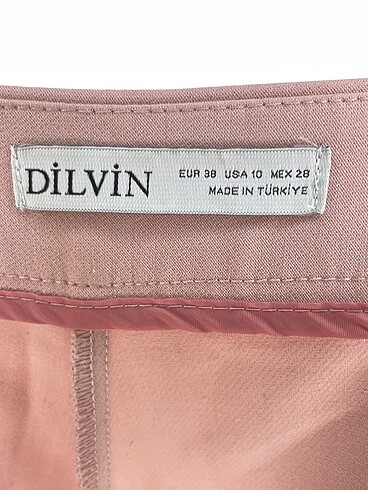 DİLVİN
EUR 38 USA 10 MEX 28
MADE IN TÜRKİYE